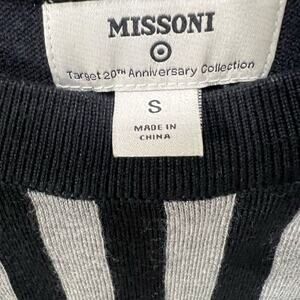 MISSONI
Target 20TH Anniversary Collection
S
MADE IN
CHINA